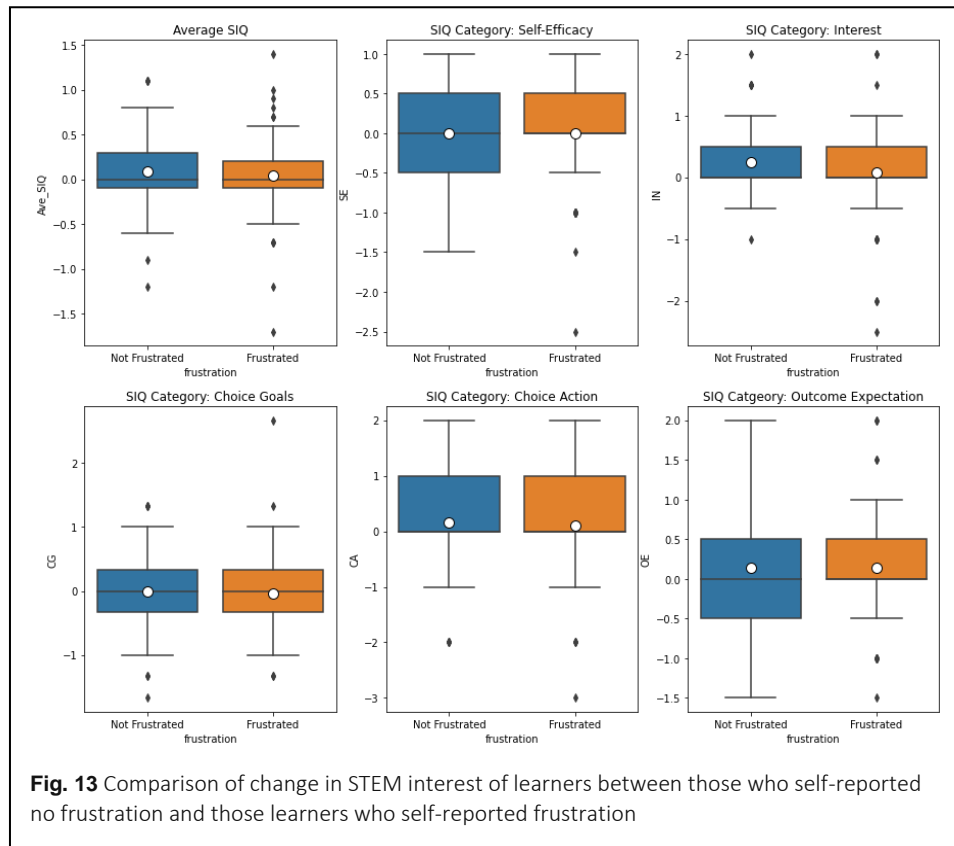 Average SIQ
1.5
1.0
0.5
0.0
−0.5
−1.0
−1.5
Ave_SIQ
Not Frustrated Frustrated
frustration
SIQ Category: Self-Efficacy
1.0
0.5
0.0
−0.5
−1.0
−1.5
−2.0
−2.5
SE
Not Frustrated Frustrated
frustration
SIQ Category: Interest
2
1
0
−1
−2
IN
Not Frustrated Frustrated
frustration
SIQ Category: Choice Goals
2
1
0
−1
CG
Not Frustrated Frustrated
frustration
SIQ Category: Choice Action
2
1
0
−1
−2
−3
CA
Not Frustrated Frustrated
frustration
SIQ Catgeory: Outcome Expectation
2.0
1.5
1.0
0.5
0.0
−0.5
−1.0
−1.5
OE
Not Frustrated Frustrated
frustration
Fig. 13 Comparison of change in STEM interest of learners between those who self-reported
no frustration and those learners who self-reported frustration